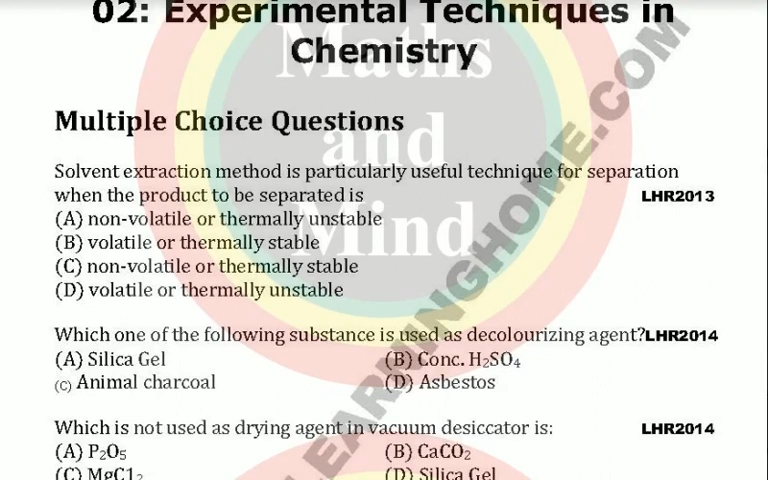 02: Experimental Techniques in
Chemistry
Maths
and
Mind
LEARNINGHOME.COM
Multiple Choice Questions
Solvent extraction method is particularly useful technique for separation
when the product to be separated is LHR2013
(A) non-volatile or thermally unstable
(B) volatile or thermally stable
(C) non-volatile or thermally stable
(D) volatile or thermally unstable
Which one of the following substance is used as decolourizing agent?LHR2014
(A) Silica Gel (B) Conc. H₂SO₄
(C) Animal charcoal (D) Asbestos
Which is not used as drying agent in vacuum desiccator is: LHR2014
(A) P₂O₅ (B) CaCO₂
(C) MgC1₂ (D) Silica Gel